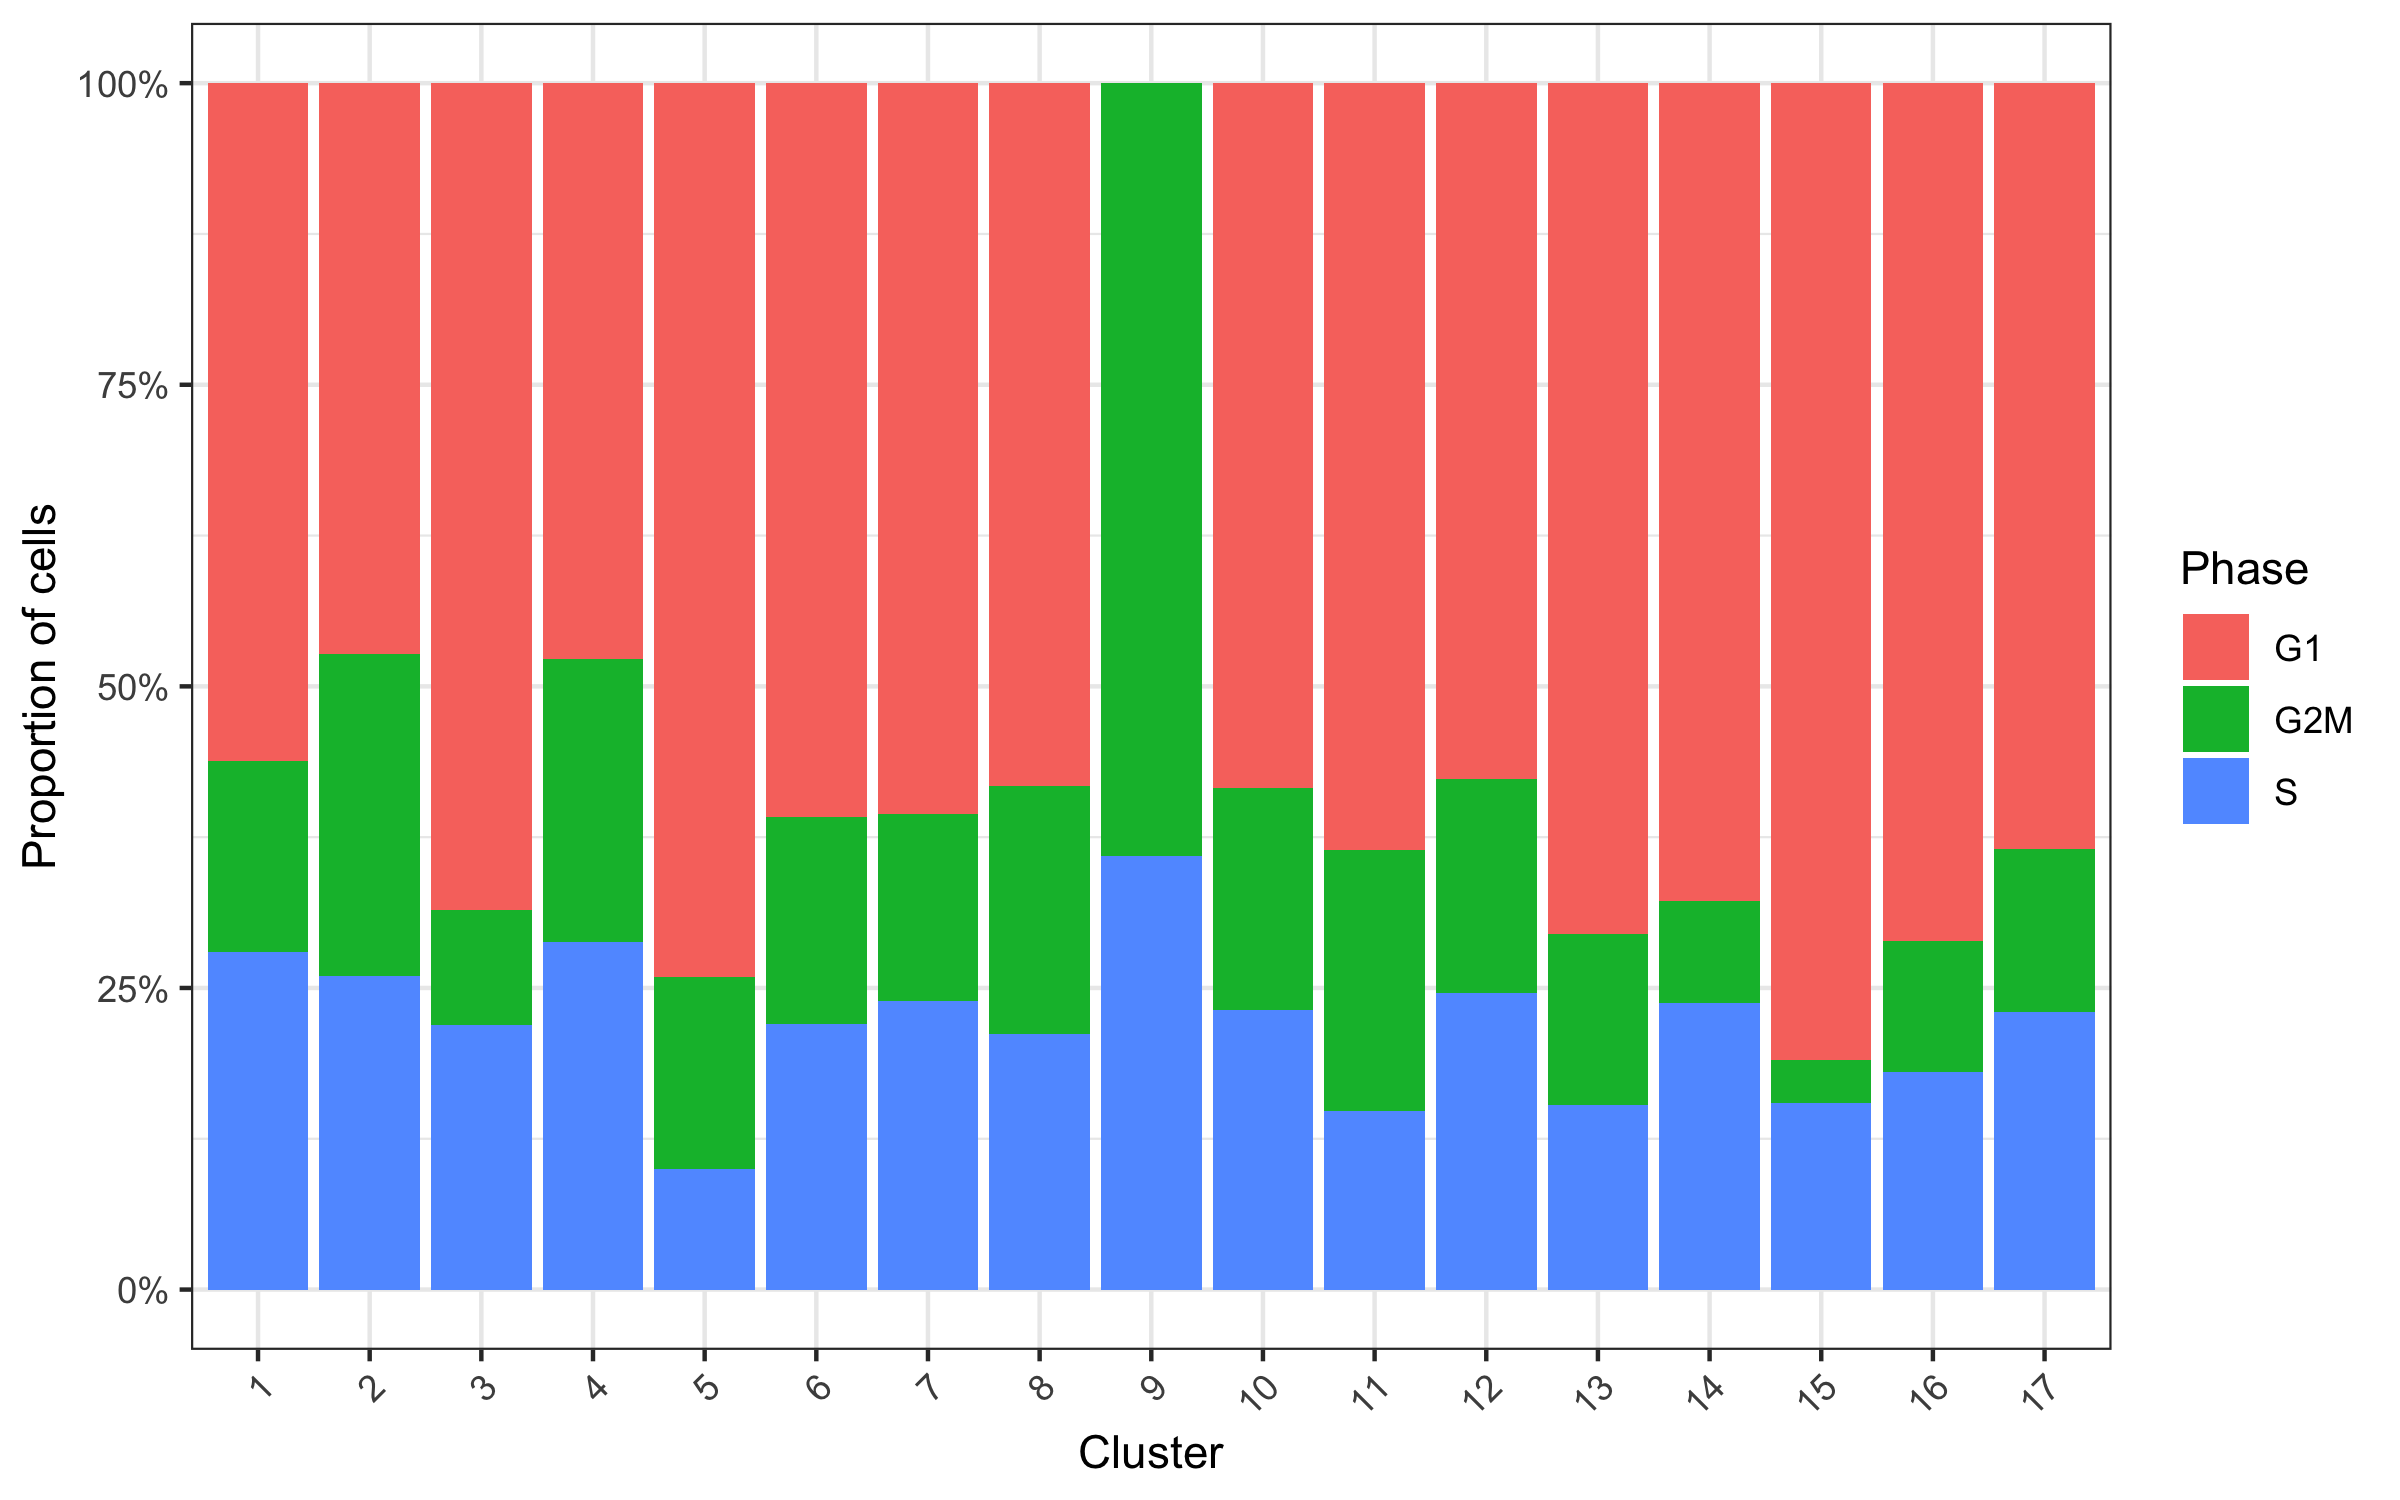 Proportion of cells
100%
75%
50%
25%
0%
1 2 3 4 5 6 7 8 9 10 11 12 13 14 15 16 17
Cluster
Phase
G1
G2M
S